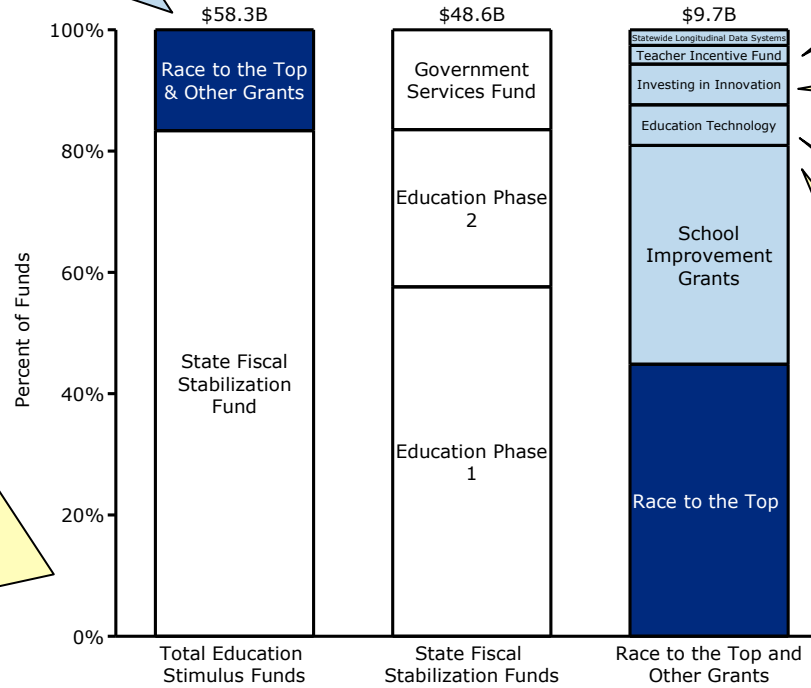 $58.3B
$48.6B
$9.7B
100%
80%
60%
40%
20%
0%
Percent of Funds
Race to the Top
& Other Grants
State Fiscal
Stabilization
Fund
Government
Services Fund
Education Phase
2
Education Phase
1
Statewide Longitudinal Data Systems
Teacher Incentive Fund
Investing in Innovation
Education Technology
School
Improvement
Grants
Race to the Top
Total Education
Stimulus Funds
State Fiscal
Stabilization Funds
Race to the Top and
Other Grants